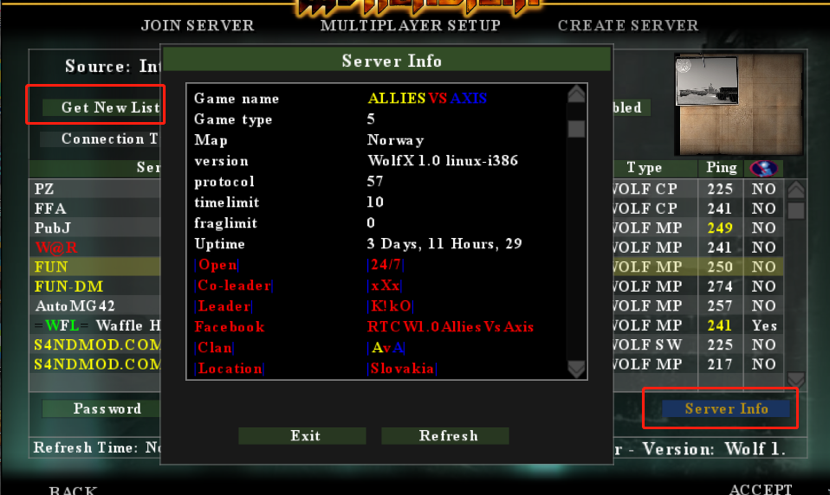 JOIN SERVER MULTIPLAYER SETUP CREATE SERVER
Server Info
Source:
Get New List
Connection
Game name ALLIES VS AXIS
Game type 5
Map Norway
version WolfX 1.0 linux-i386
protocol 57
timelimit 10
fraglimit 0
Uptime 3 Days, 11 Hours, 29
|Open| |24/7|
|Co-leader| |xXx|
|Leader| |K!kO|
Facebook RTCW1.0 Allies Vs Axis
|Clan| |AvA|
|Location| |Slovakia|
Exit Refresh
Type Ping
PZ WOLF CP 225 NO
FFA WOLF CP 241 NO
PubJ WOLF MP 249 NO
W@R WOLF MP 241 NO
FUN WOLF MP 250 NO
FUN-DM WOLF MP 274 NO
AutoMG42 WOLF MP 257 NO
=WFL= Waffle H WOLF MP 241 Yes
S4NDMOD.COM WOLF SW 225 NO
S4NDMOD.COM WOLF MP 217 NO
Password Server Info
Refresh Time: - Version: Wolf 1.
BACK ACCEPT